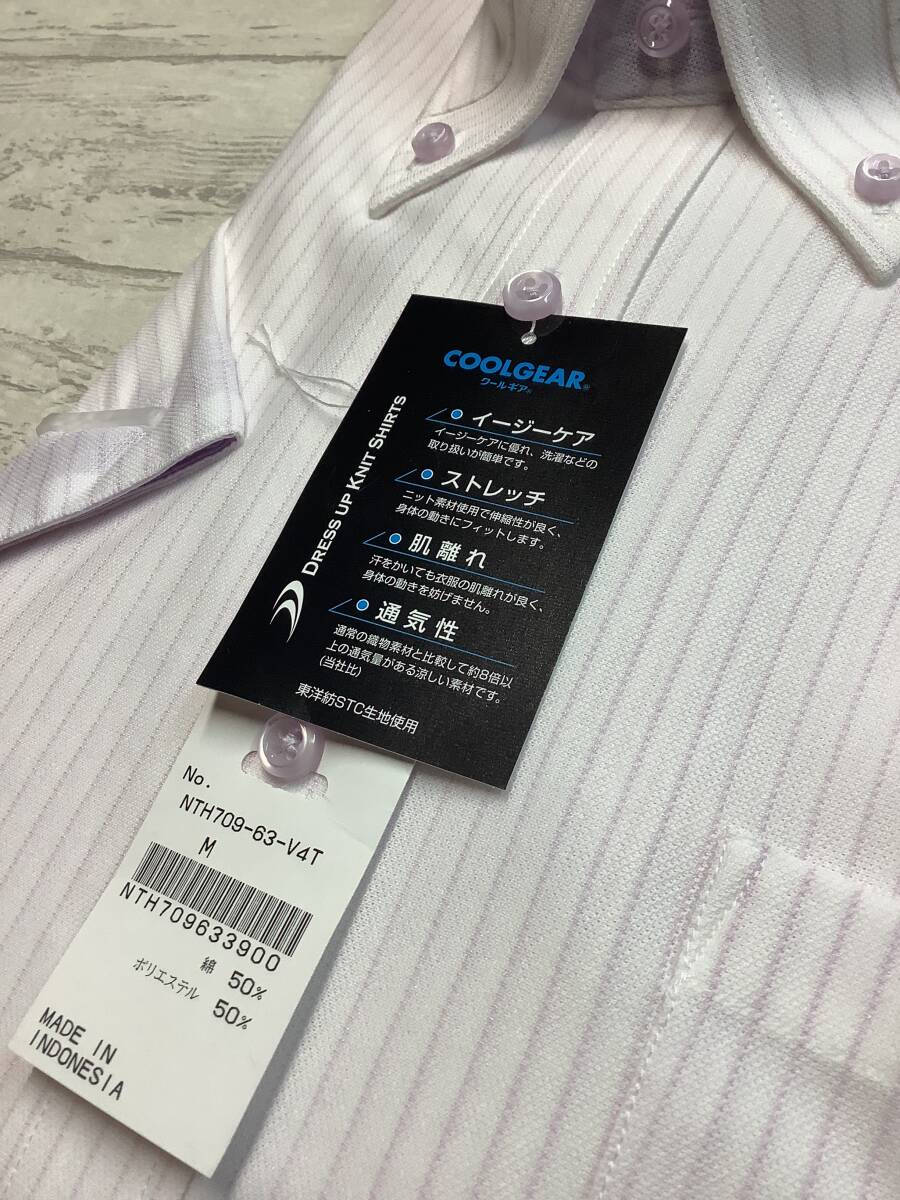 COOLGEAR®
クールギア®
DRESS UP KNIT SHIRTS
イージーケア
イージーケアに優れ、洗濯などの
取り扱いが簡単です。
ストレッチ
ニット素材使用で伸縮性が良く、
身体の動きにフィットします。
肌離れ
汗をかいても衣服の肌離れが良く、
身体の動きを妨げません。
通気性
通常の織物素材と比較して約8倍以
上の通気量がある涼しい素材です。
(当社比)
東洋紡STC生地使用
No.
NTH709-63-V4T
M
NTH709633900
綿 50%
ポリエステル 50%
MADE IN
INDONESIA